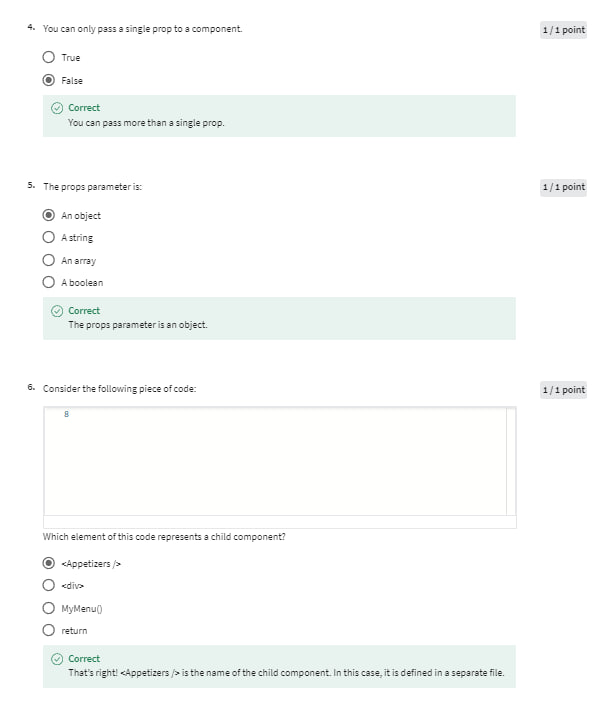 4. You can only pass a single prop to a component.
1 / 1 point
True
False
Correct
You can pass more than a single prop.
5. The props parameter is:
1 / 1 point
An object
A string
An array
A boolean
Correct
The props parameter is an object.
6. Consider the following piece of code:
1 / 1 point
8
Which element of this code represents a child component?
<Appetizers />
<div>
MyMenu()
return
Correct
That's right! <Appetizers /> is the name of the child component. In this case, it is defined in a separate file.